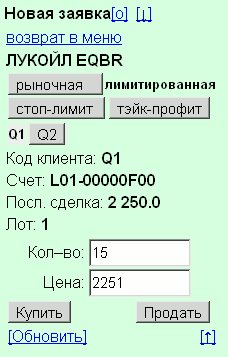 Новая заявка[o] [↓]
возврат в меню
ЛУКОЙЛ EQBR
рыночная лимитированная
стоп-лимит тэйк-профит
Q1 Q2
Код клиента: Q1
Счет: L01-00000F00
Посл. сделка: 2 250.0
Лот: 1
Кол–во: 15
Цена: 2251
Купить Продать
[Обновить] [↑]